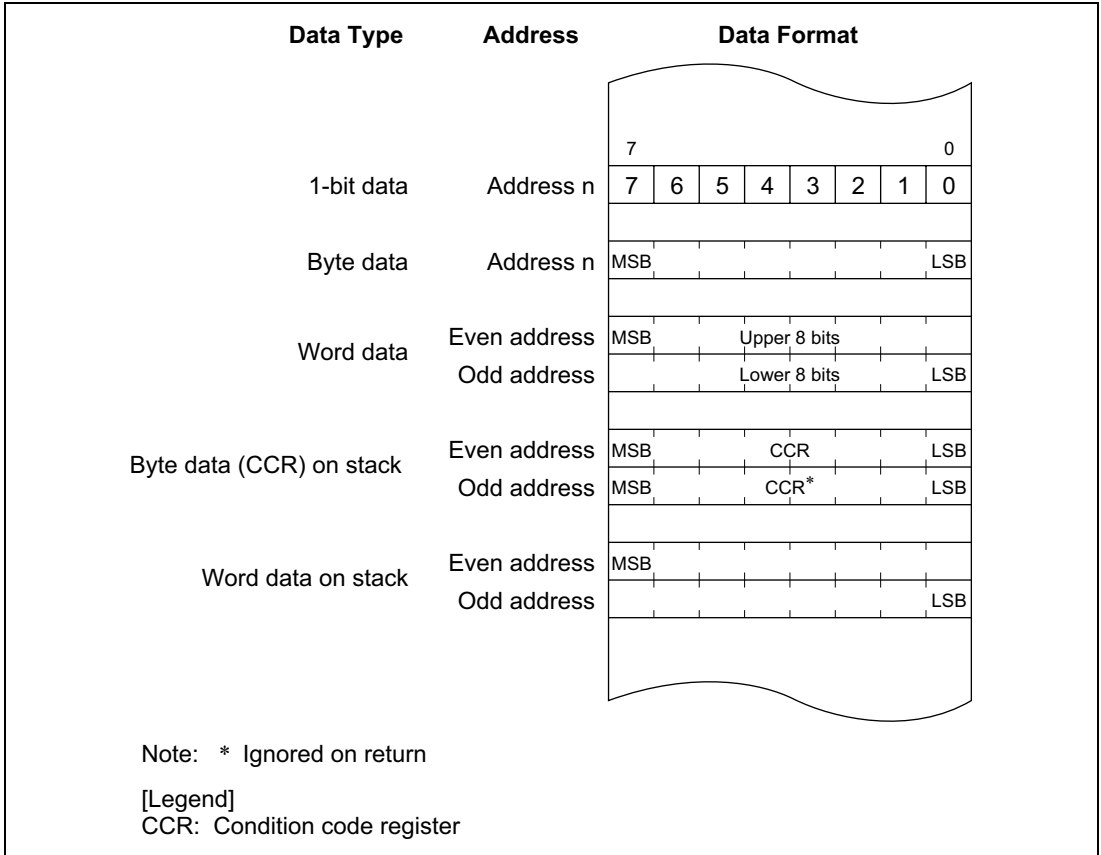 Data Type Address Data Format
7 0
1-bit data Address n 7 6 5 4 3 2 1 0
Byte data Address n MSB LSB
Word data
Even address MSB Upper 8 bits
Odd address Lower 8 bits LSB
Byte data (CCR) on stack
Even address MSB CCR LSB
Odd address MSB CCR* LSB
Word data on stack
Even address MSB
Odd address LSB
Note: * Ignored on return
[Legend]
CCR: Condition code register